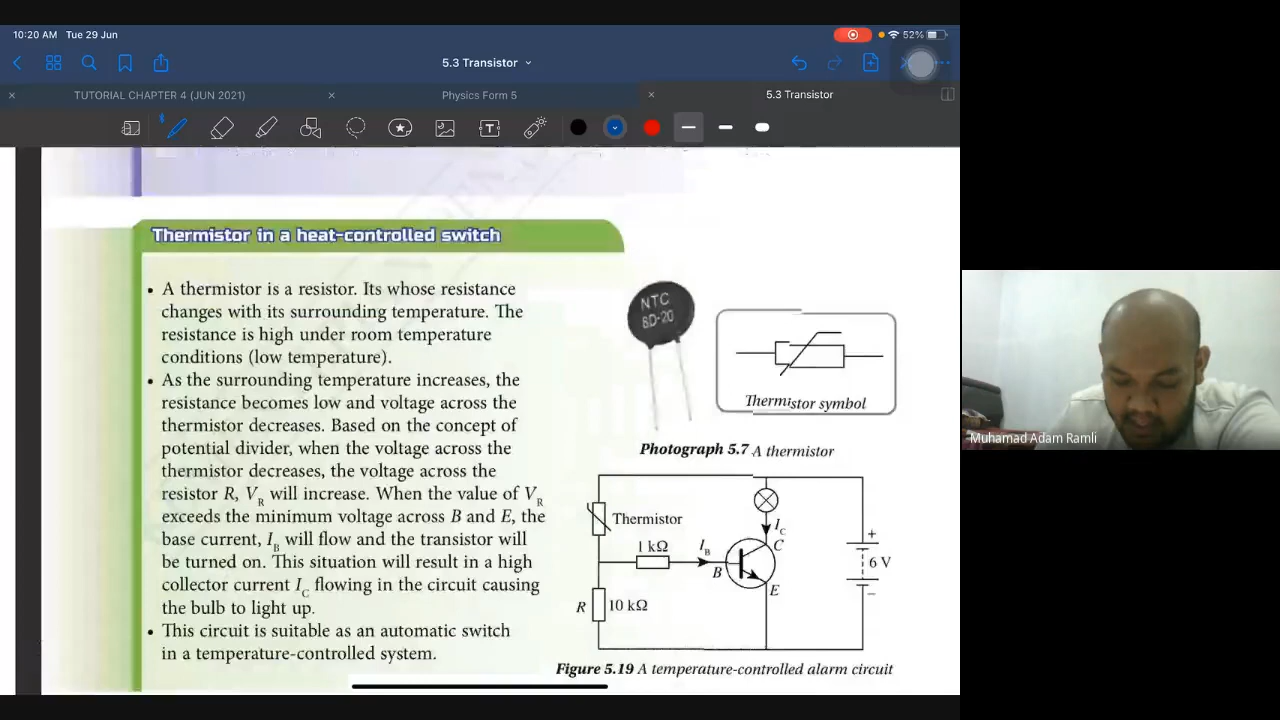 10:20 AM Tue 29 Jun
52%
5.3 Transistor
TUTORIAL CHAPTER 4 (JUN 2021)
Physics Form 5
5.3 Transistor
Thermistor in a heat-controlled switch
• A thermistor is a resistor. Its whose resistance
changes with its surrounding temperature. The
resistance is high under room temperature
conditions (low temperature).
• As the surrounding temperature increases, the
resistance becomes low and voltage across the
thermistor decreases. Based on the concept of
potential divider, when the voltage across the
thermistor decreases, the voltage across the
resistor R, VR will increase. When the value of VR
exceeds the minimum voltage across B and E, the
base current, IB will flow and the transistor will
be turned on. This situation will result in a high
collector current IC flowing in the circuit causing
the bulb to light up.
• This circuit is suitable as an automatic switch
in a temperature-controlled system.
NTC
8D-20
Thermistor symbol
Photograph 5.7 A thermistor
Thermistor
1 kΩ
IB
IC
C
B
E
+
6 V
−
R
10 kΩ
Figure 5.19 A temperature-controlled alarm circuit
Muhamad Adam Ramli